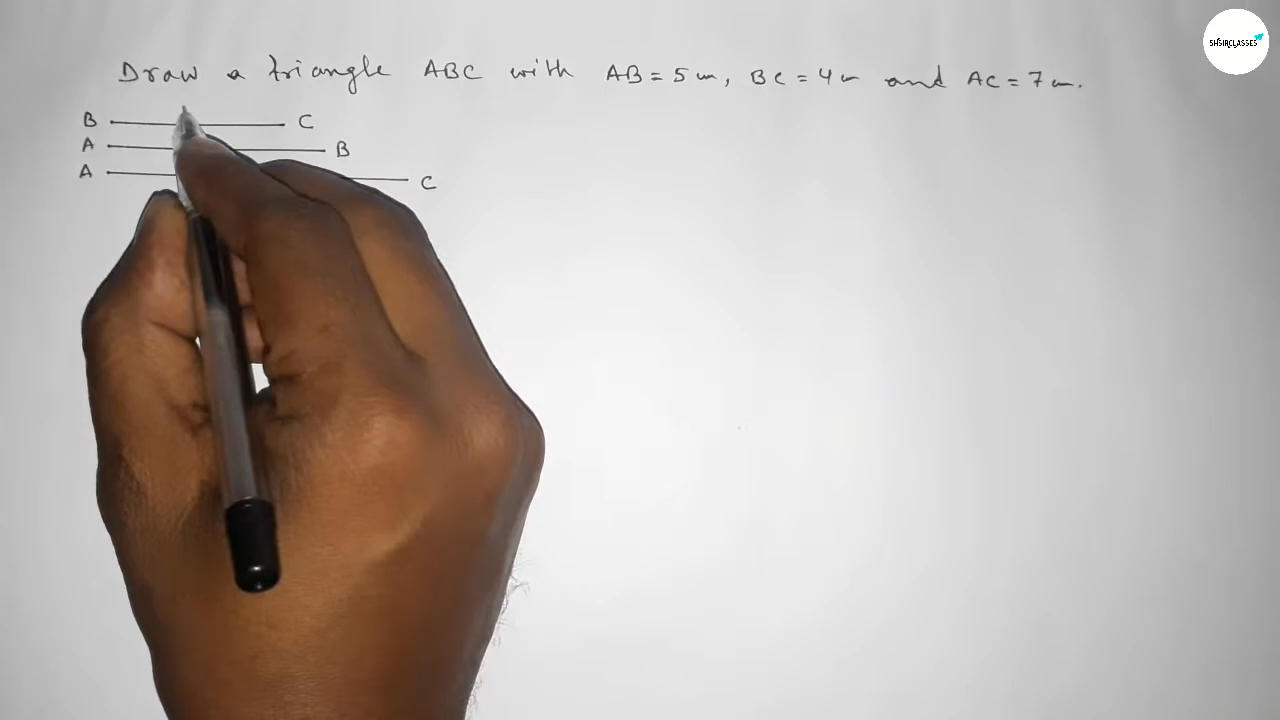 Draw a triangle ABC with AB = 5 cm, BC = 4 cm and AC = 7 cm.
B C
A B
A C
SHSIRCLASSES